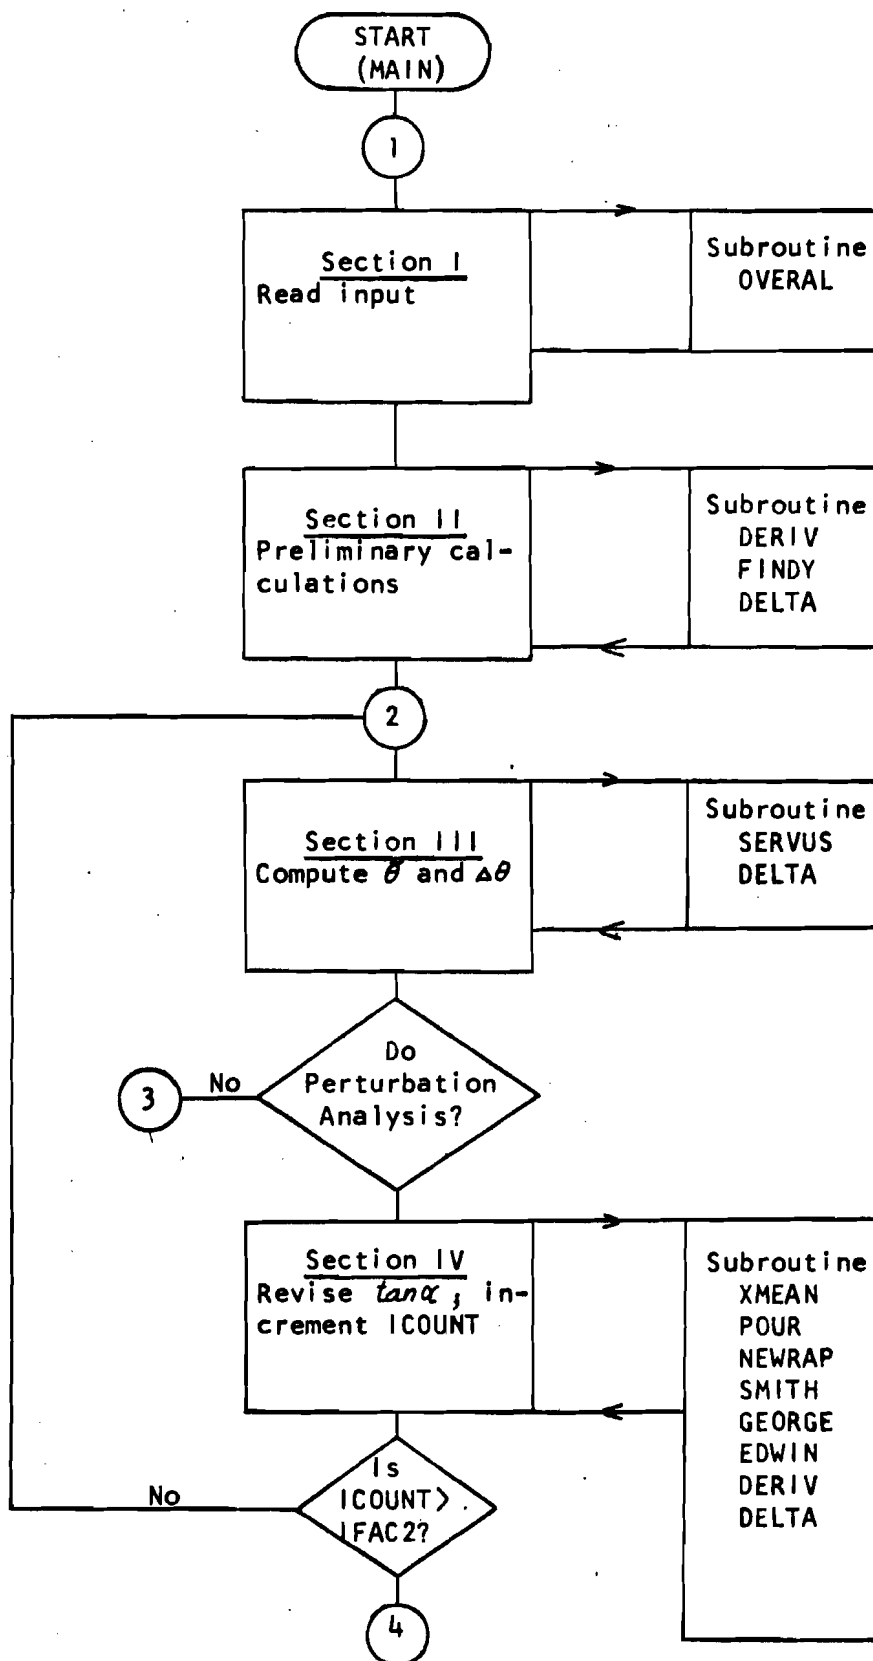 START
(MAIN)
1
Section I
Read input
Subroutine
OVERAL
Section II
Preliminary cal-
culations
Subroutine
DERIV
FINDY
DELTA
2
Section III
Compute θ̄ and Δθ
Subroutine
SERVUS
DELTA
Do
Perturbation
Analysis?
No
3
Section IV
Revise tanα, in-
crement ICOUNT
Subroutine
XMEAN
POUR
NEWRAP
SMITH
GEORGE
EDWIN
DERIV
DELTA
Is
ICOUNT>
IFAC2?
No
4